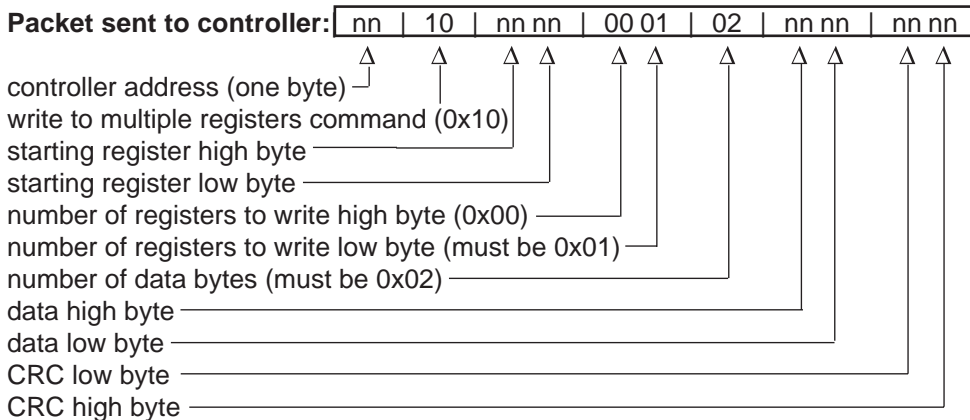 Packet sent to controller: nn | 10 | nn nn | 00 01 | 02 | nn nn | nn nn
controller address (one byte)
write to multiple registers command (0x10)
starting register high byte
starting register low byte
number of registers to write high byte (0x00)
number of registers to write low byte (must be 0x01)
number of data bytes (must be 0x02)
data high byte
data low byte
CRC low byte
CRC high byte